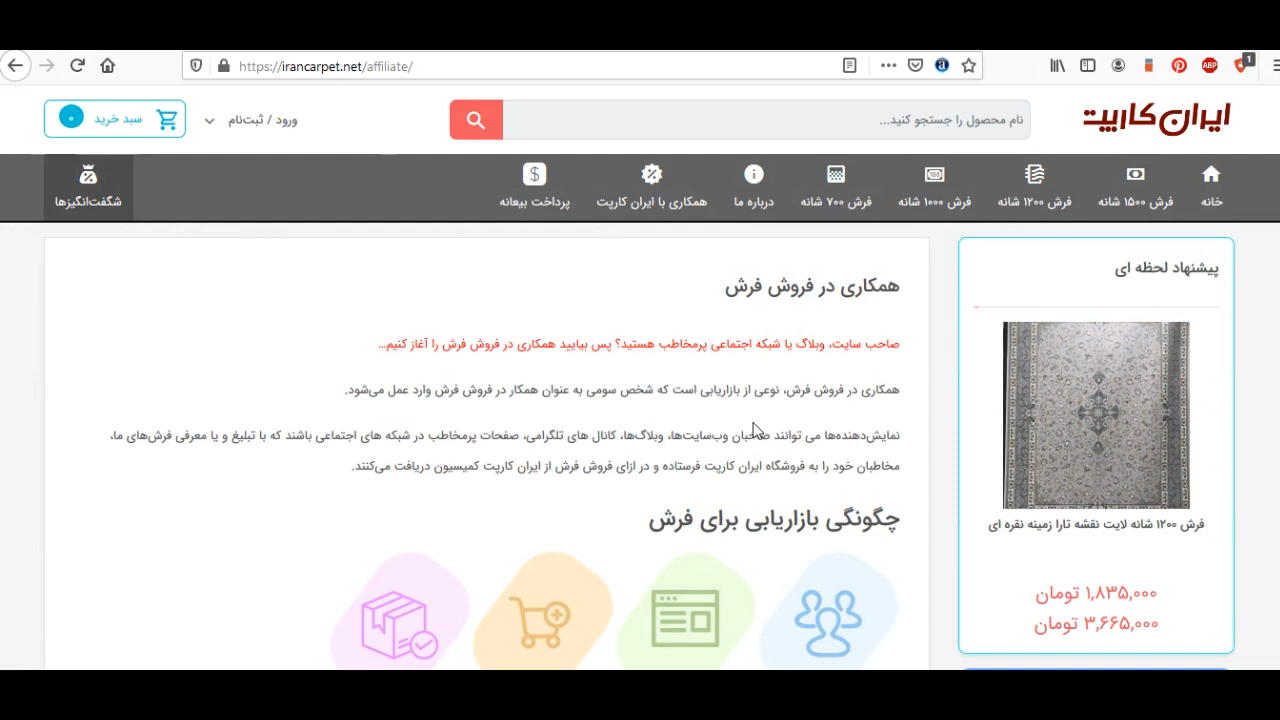 https://irancarpet.net/affiliate/
ABP
1
ایران کارپت
نام محصول را جستجو کنید...
ورود / ثبت‌نام
سبد خرید
۰
خانه
فرش ۱۵۰۰ شانه
فرش ۱۲۰۰ شانه
فرش ۱۰۰۰ شانه
فرش ۷۰۰ شانه
درباره ما
همکاری با ایران کارپت
پرداخت بیعانه
شگفت‌انگیزها
پیشنهاد لحظه ای
فرش ۱۲۰۰ شانه لایت نقشه تارا زمینه نقره ای
۱,۸۳۵,۰۰۰ تومان
۳,۶۶۵,۰۰۰ تومان
همکاری در فروش فرش
صاحب سایت، وبلاگ یا شبکه اجتماعی پرمخاطب هستید؟ پس بیایید همکاری در فروش فرش را آغاز کنیم...
همکاری در فروش فرش، نوعی از بازاریابی است که شخص سومی به عنوان همکار در فروش فرش وارد عمل می‌شود.
نمایش‌دهنده‌ها می توانند صاحبان وب‌سایت‌ها، وبلاگ‌ها، کانال های تلگرامی، صفحات پرمخاطب در شبکه های اجتماعی باشند که با تبلیغ و یا معرفی فرش‌های ما،
مخاطبان خود را به فروشگاه ایران کارپت فرستاده و در ازای فروش فرش از ایران کارپت کمیسیون دریافت می‌کنند.
چگونگی بازاریابی برای فرش